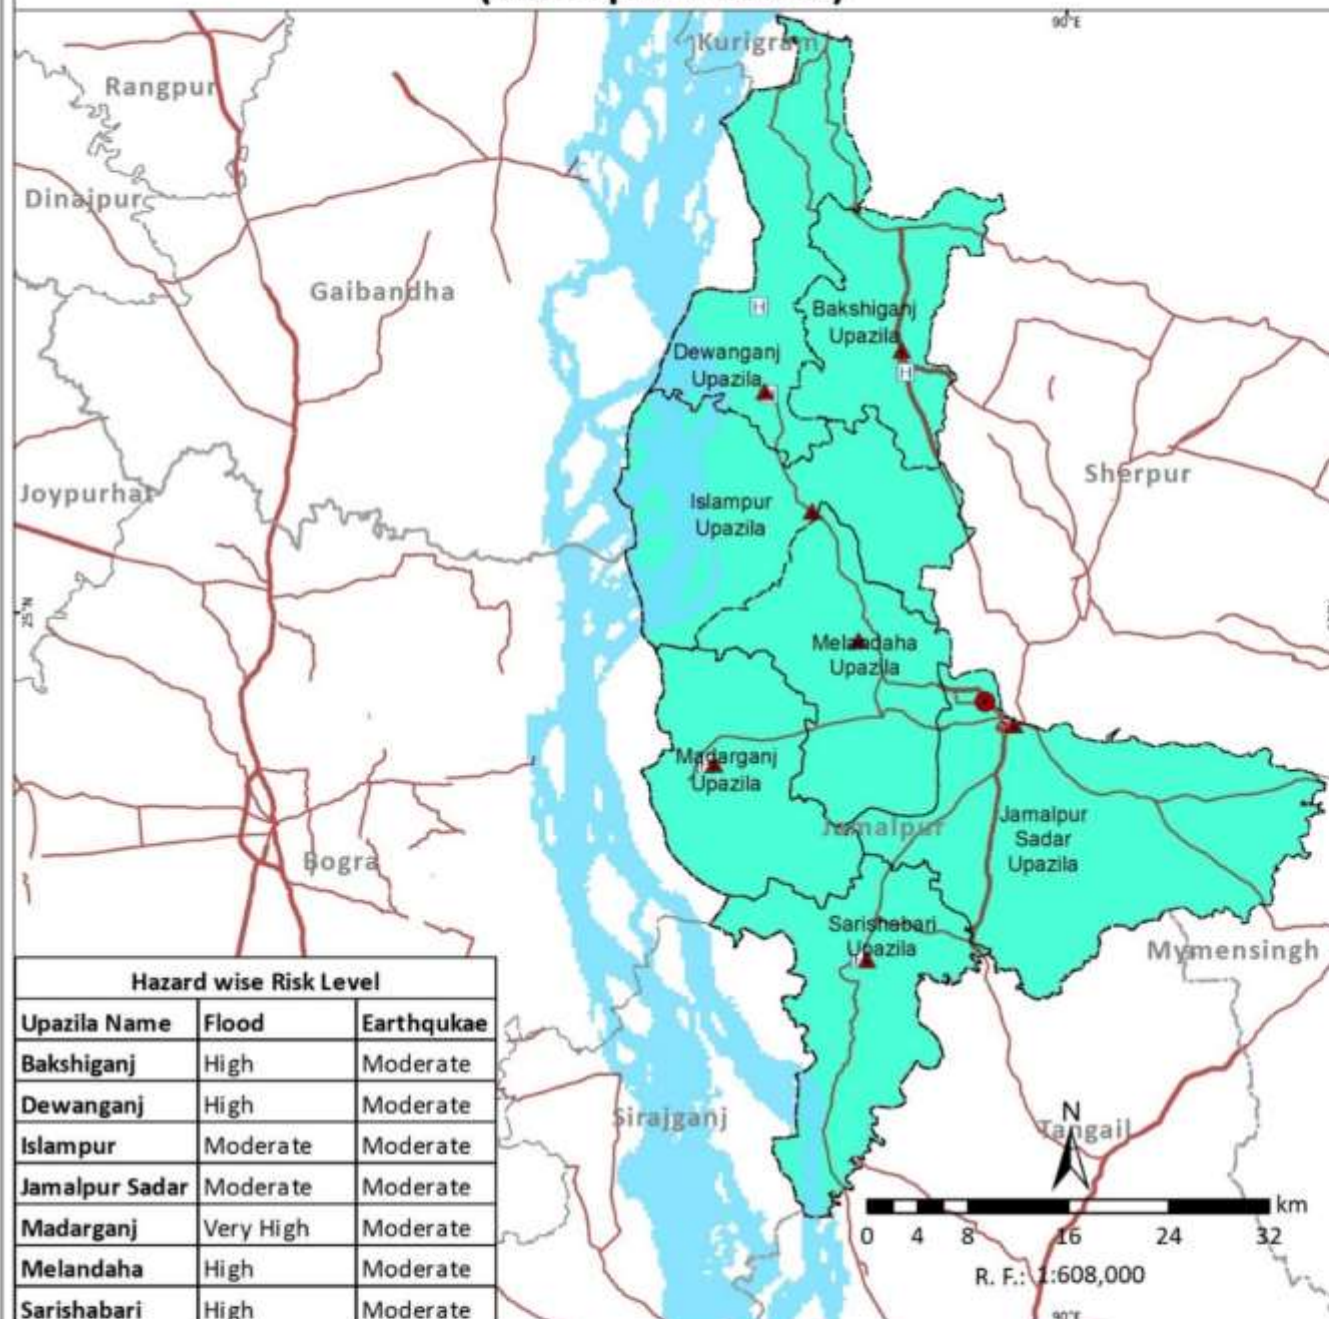 90°E
Kurigram
Rangpur
Dinajpur
Gaibandha
Bakshiganj
Upazila
H
Dewanganj
Upazila
H
Sherpur
Joypurhat
Islampur
Upazila
25°N
Melandaha
Upazila
Madarganj
Upazila
Jamalpur
Jamalpur
Sadar
Upazila
Bogra
Sarishabari
Upazila
Mymensingh
Hazard wise Risk Level
Upazila Name Flood Earthqukae
Bakshiganj High Moderate
Dewanganj High Moderate
Islampur Moderate Moderate
Jamalpur Sadar Moderate Moderate
Madarganj Very High Moderate
Melandaha High Moderate
Sarishabari High Moderate
Sirajganj
N
Tangail
km
0 4 8 16 24 32
R. F.: 1:608,000
90°E